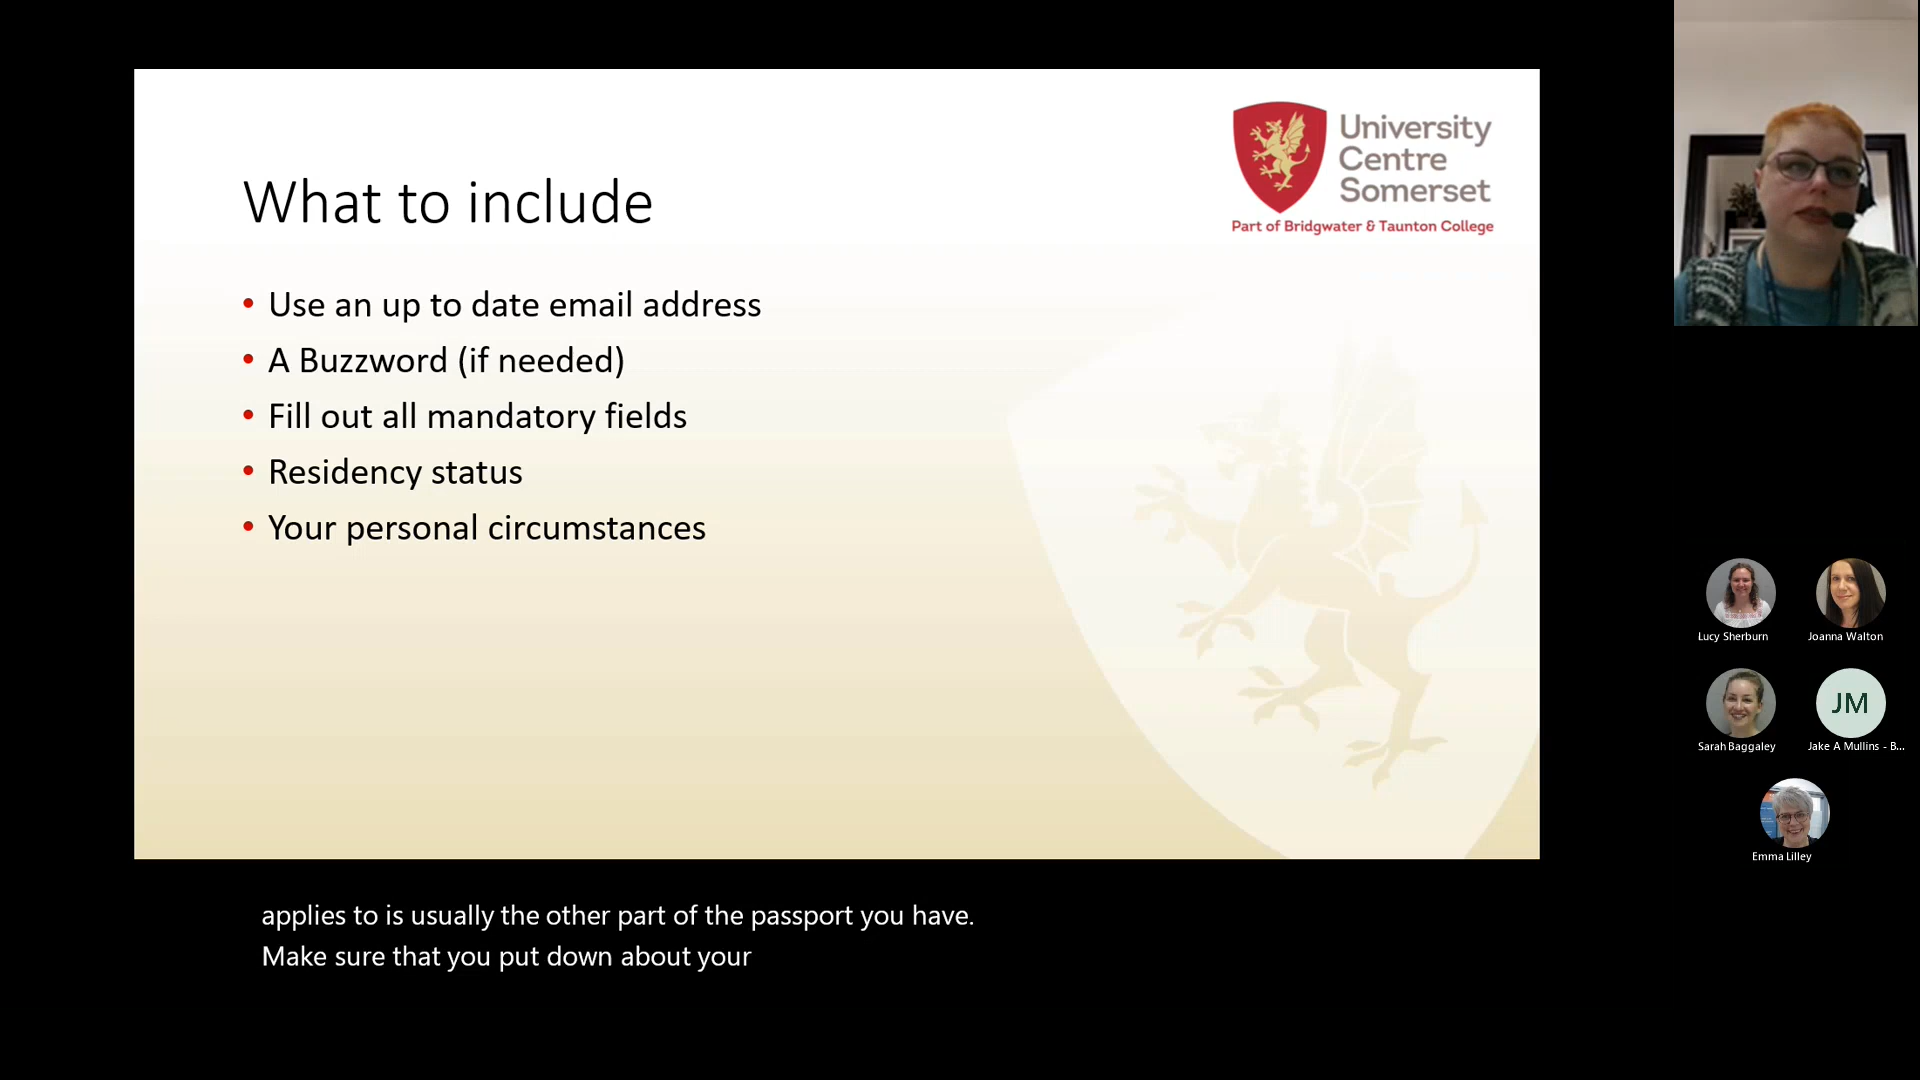 University
Centre
Somerset
Part of Bridgwater & Taunton College
What to include
• Use an up to date email address
• A Buzzword (if needed)
• Fill out all mandatory fields
• Residency status
• Your personal circumstances
Lucy Sherburn
Joanna Walton
JM
Sarah Baggaley
Jake A Mullins - B...
Emma Lilley
applies to is usually the other part of the passport you have.
Make sure that you put down about your